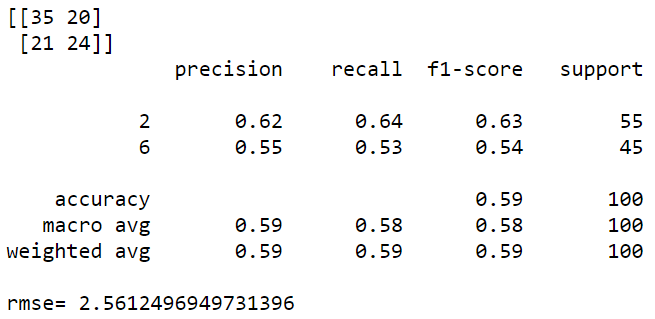 [[35 20]
 [21 24]]
              precision    recall  f1-score   support

           2       0.62      0.64      0.63        55
           6       0.55      0.53      0.54        45

    accuracy                           0.59       100
   macro avg       0.59      0.58      0.58       100
weighted avg       0.59      0.59      0.59       100

rmse= 2.5612496949731396